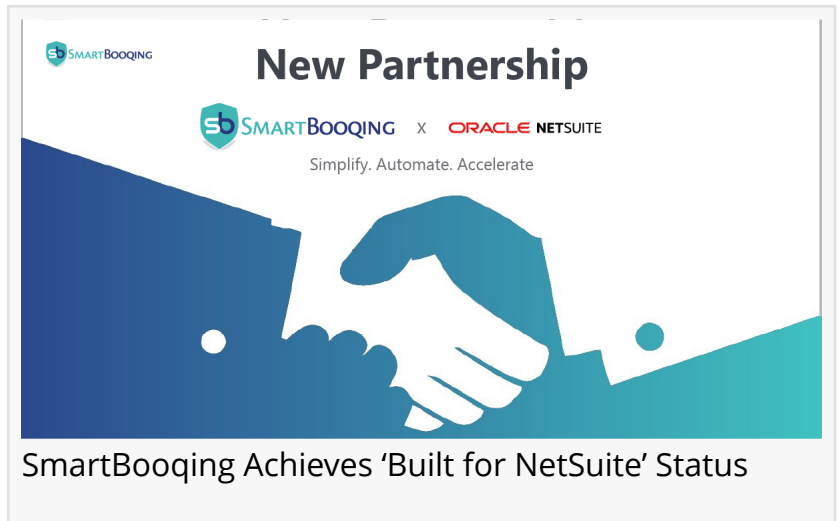 SMARTBOOQING
New Partnership
SMARTBOOQING X ORACLE NETSUITE
Simplify. Automate. Accelerate
SmartBooqing Achieves ‘Built for NetSuite’ Status